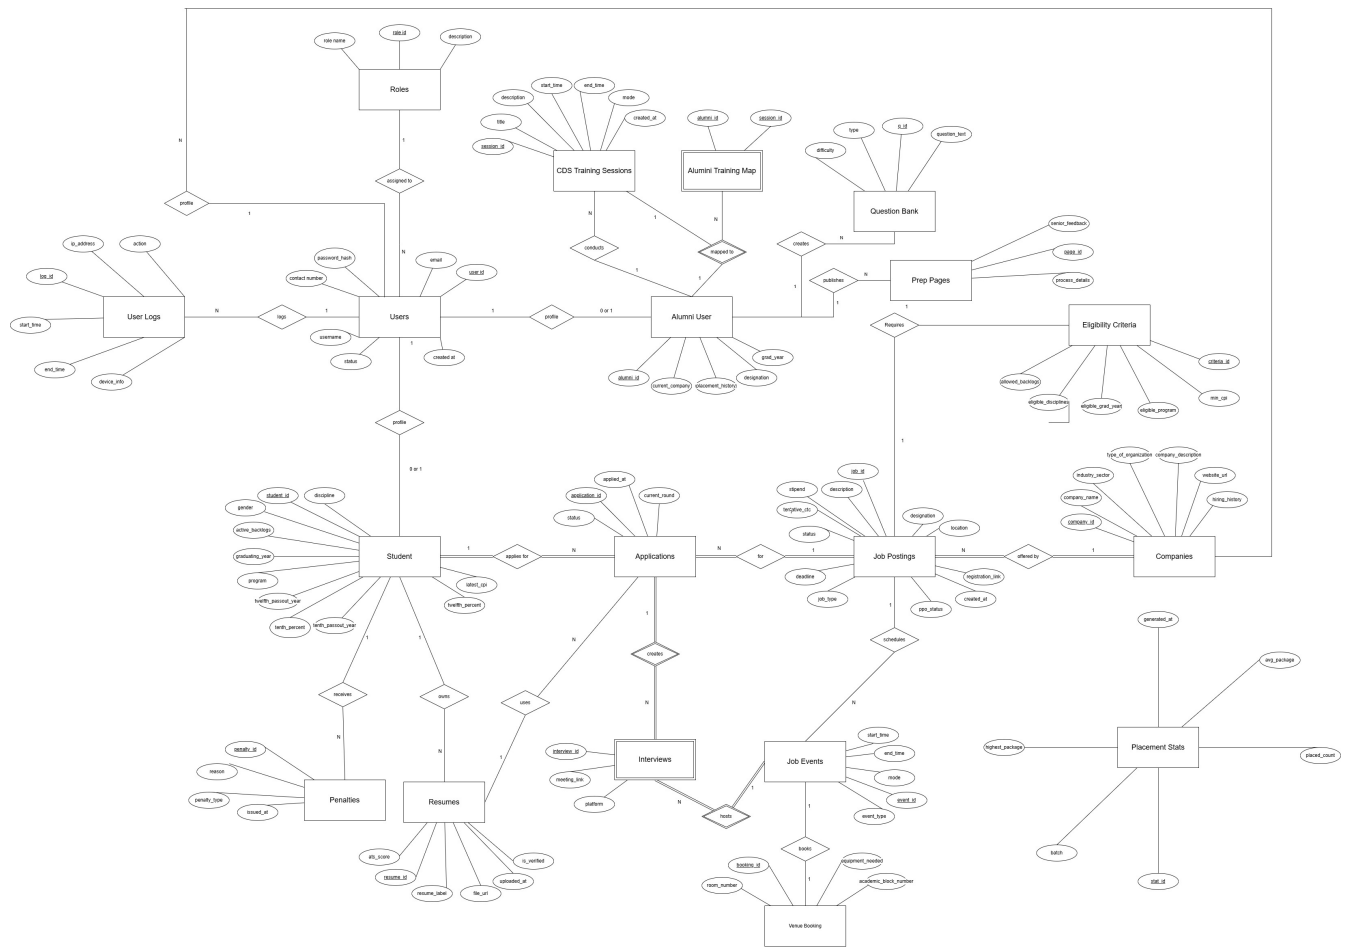 role name
role id
description
Roles
1
assigned to
N
N
profile
1
description
start_time
end_time
mode
created_at
title
session_id
CDS Training Sessions
alumni_id
session_id
Alumini Training Map
N
1
N
conducts
mapped to
1
1
difficulty
type
q_id
question_text
Question Bank
creates
N
1
publishes
N
1
senior_feedback
page_id
process_details
Prep Pages
1
Requires
1
Eligibility Criteria
allowed_backlogs
eligible_disciplines
eligible_grad_years
eligible_program
min_cpi
criteria_id
ip_address
action
log_id
User Logs
start_time
end_time
device_info
N
logs
1
password_hash
email
contact number
user id
Users
username
status
created at
1
1
profile
0 or 1
Alumni User
alumni_id
current_company
placement_history
designation
grad_year
profile
0 or 1
student_id
discipline
gender
active_backlogs
graduating_year
program
twelfth_passout_year
tenth_percent
tenth_passout_year
latest_cpi
twelfth_percent
Student
1
applies for
N
applied_at
application_id
current_round
status
Applications
N
for
1
job_id
stipend
description
tentative_ctc
designation
status
location
Job Postings
deadline
registration_link
job_type
created_at
ppo_status
N
offered by
1
type_of_organization
company_description
industry_sector
website_url
company_name
hiring_history
company_id
Companies
1
receives
N
1
owns
N
N
uses
1
1
creates
N
1
schedules
N
penalty_id
reason
penalty_type
issued_at
Penalties
Resumes
ats_score
resume_id
resume_label
file_url
uploaded_at
is_verified
interview_id
meeting_link
platform
Interviews
N
hosts
1
start_time
end_time
mode
event_id
event_type
Job Events
1
books
1
booking_id
equipment_needed
room_number
academic_block_number
Venue Booking
generated_at
avg_package
highest_package
Placement Stats
placed_count
batch
stat_id